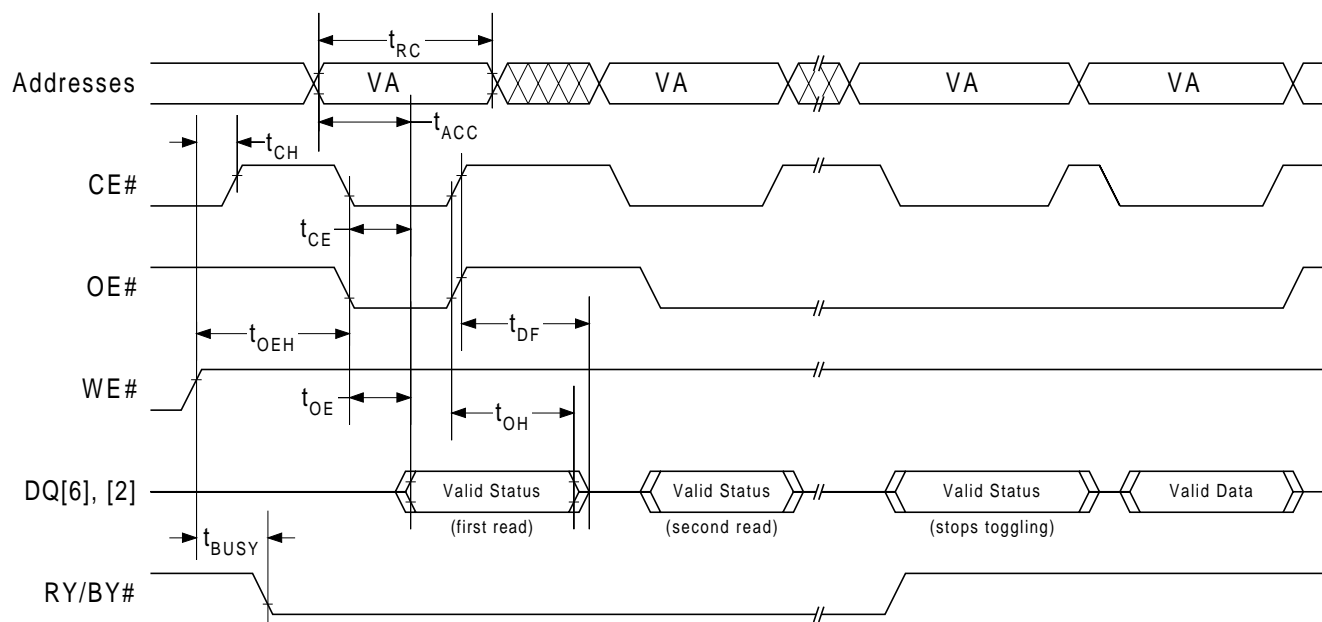 tRC
Addresses VA VA VA VA
tACC
tCH
CE#
tCE
OE#
tDF
tOEH
WE#
tOE
tOH
DQ[6], [2] Valid Status Valid Status Valid Status Valid Data
(first read) (second read) (stops toggling)
tBUSY
RY/BY#